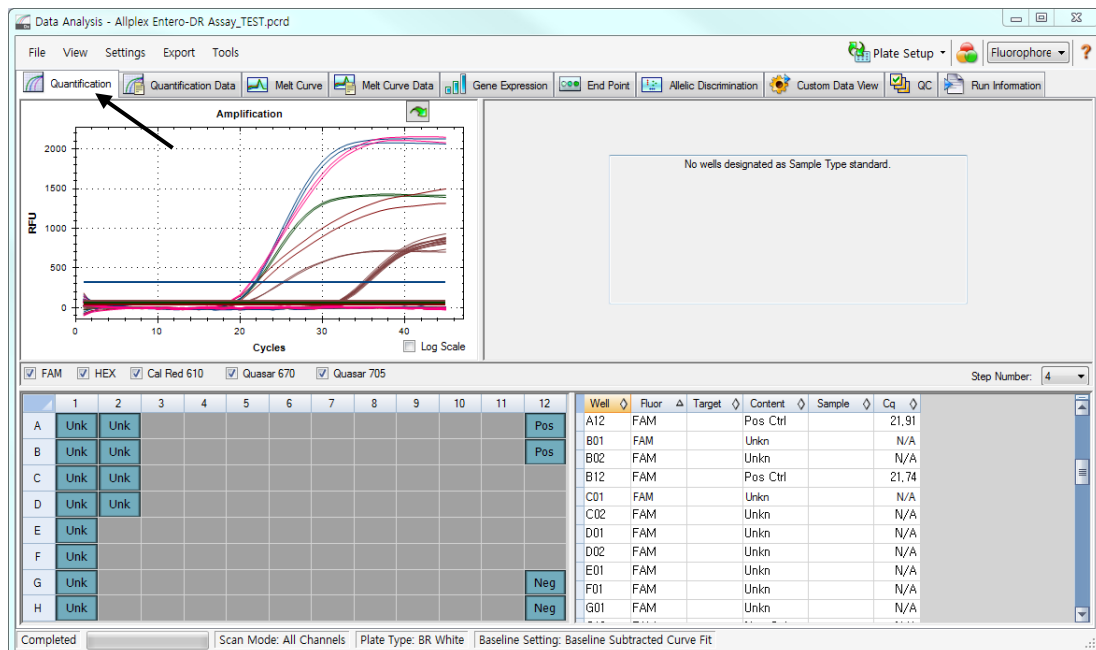 Data Analysis - Allplex Entero-DR Assay_TEST.pcrd
File View Settings Export Tools Plate Setup Fluorophore ?
Quantification Quantification Data Melt Curve Melt Curve Data Gene Expression End Point Allelic Discrimination Custom Data View QC Run Information
Amplification
2000
1500
1000
500
0
RFU
0 10 20 30 40
Cycles
Log Scale
No wells designated as Sample Type standard.
FAM HEX Cal Red 610 Quasar 670 Quasar 705 Step Number: 4
1 2 3 4 5 6 7 8 9 10 11 12
A Unk Unk Pos
B Unk Unk Pos
C Unk Unk
D Unk Unk
E Unk
F Unk
G Unk Neg
H Unk Neg
Well Fluor Target Content Sample Cq
A12 FAM Pos Ctrl 21,91
B01 FAM Unkn N/A
B02 FAM Unkn N/A
B12 FAM Pos Ctrl 21,74
C01 FAM Unkn N/A
C02 FAM Unkn N/A
D01 FAM Unkn N/A
D02 FAM Unkn N/A
E01 FAM Unkn N/A
F01 FAM Unkn N/A
G01 FAM Unkn N/A
Completed Scan Mode: All Channels Plate Type: BR White Baseline Setting: Baseline Subtracted Curve Fit